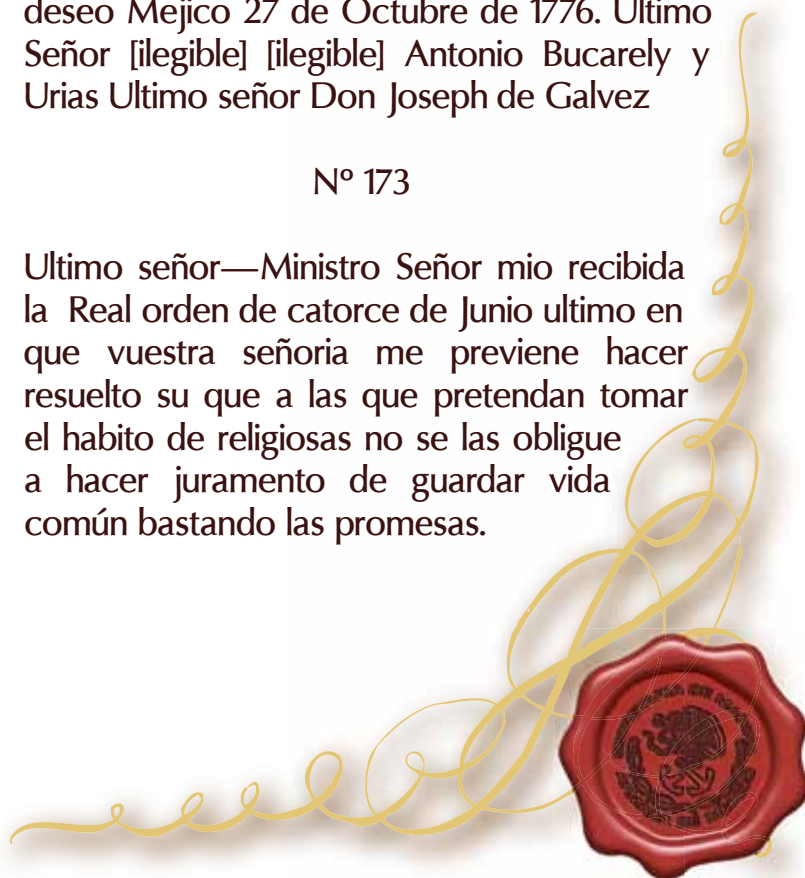 deseo Mejico 27 de Octubre de 1776. Ultimo
Señor [ilegible] [ilegible] Antonio Bucarely y
Urias Ultimo señor Don Joseph de Galvez
Nº 173
Ultimo señor—Ministro Señor mio recibida
la Real orden de catorce de Junio ultimo en
que vuestra señoria me previene hacer
resuelto su que a las que pretendan tomar
el habito de religiosas no se las obligue
a hacer juramento de guardar vida
común bastando las promesas.